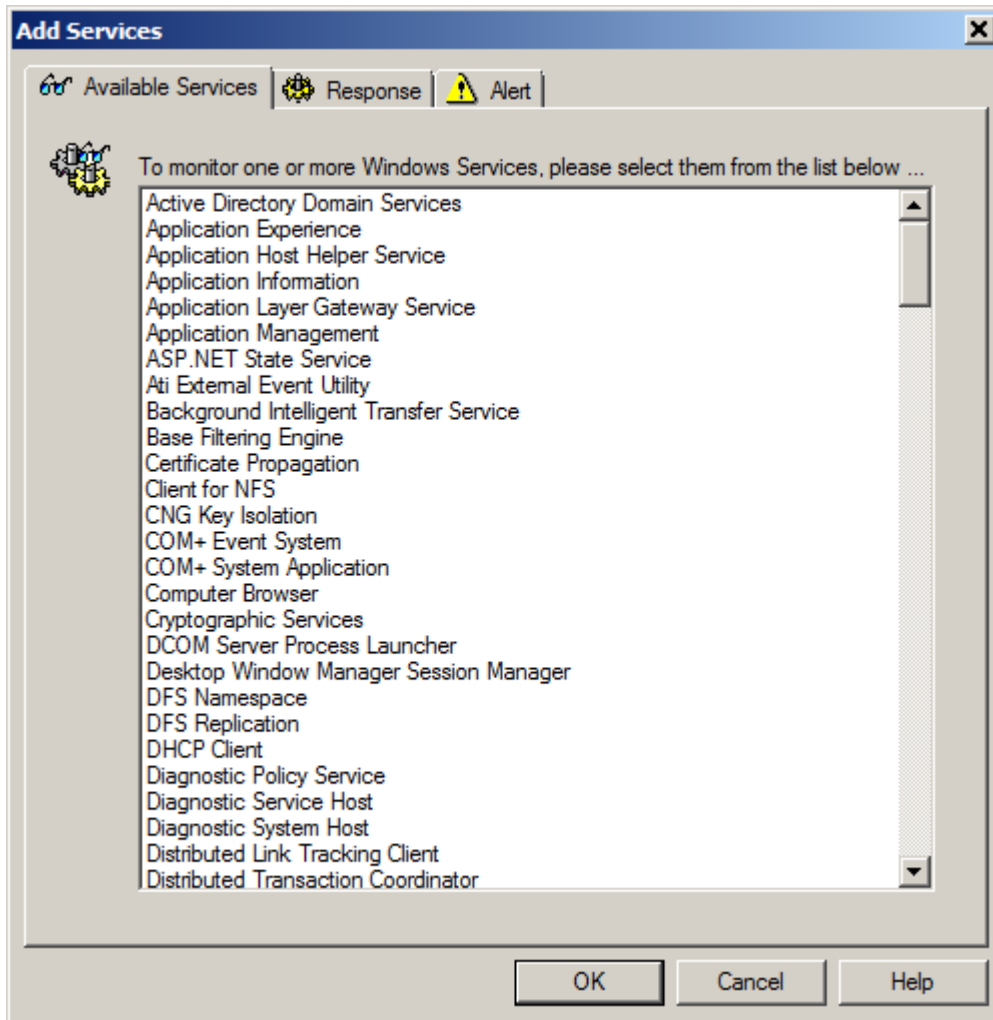 Add Services
Available Services
Response
Alert
To monitor one or more Windows Services, please select them from the list below ...
Active Directory Domain Services
Application Experience
Application Host Helper Service
Application Information
Application Layer Gateway Service
Application Management
ASP.NET State Service
Ati External Event Utility
Background Intelligent Transfer Service
Base Filtering Engine
Certificate Propagation
Client for NFS
CNG Key Isolation
COM+ Event System
COM+ System Application
Computer Browser
Cryptographic Services
DCOM Server Process Launcher
Desktop Window Manager Session Manager
DFS Namespace
DFS Replication
DHCP Client
Diagnostic Policy Service
Diagnostic Service Host
Diagnostic System Host
Distributed Link Tracking Client
Distributed Transaction Coordinator
OK
Cancel
Help